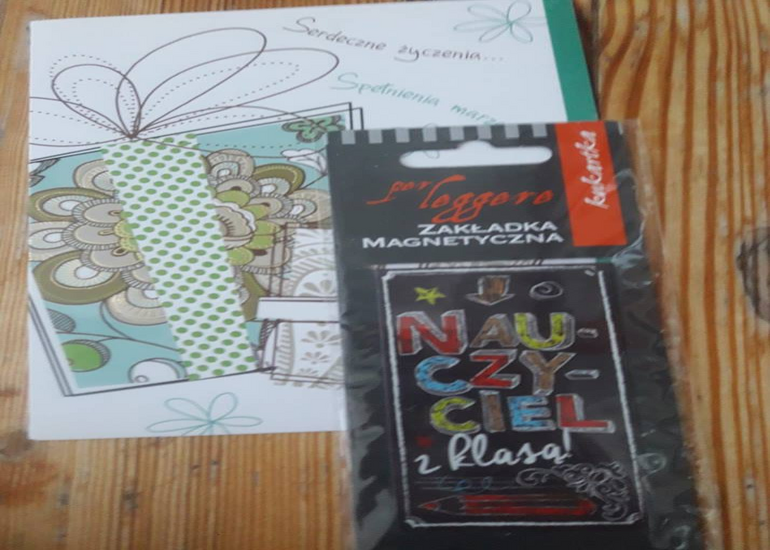 Serdeczne życzenia...
Spełnienia marz
kukartka
per leggere
ZAKŁADKA
MAGNETYCZNA
NAU-
CZY-
CIEL
z klasą!